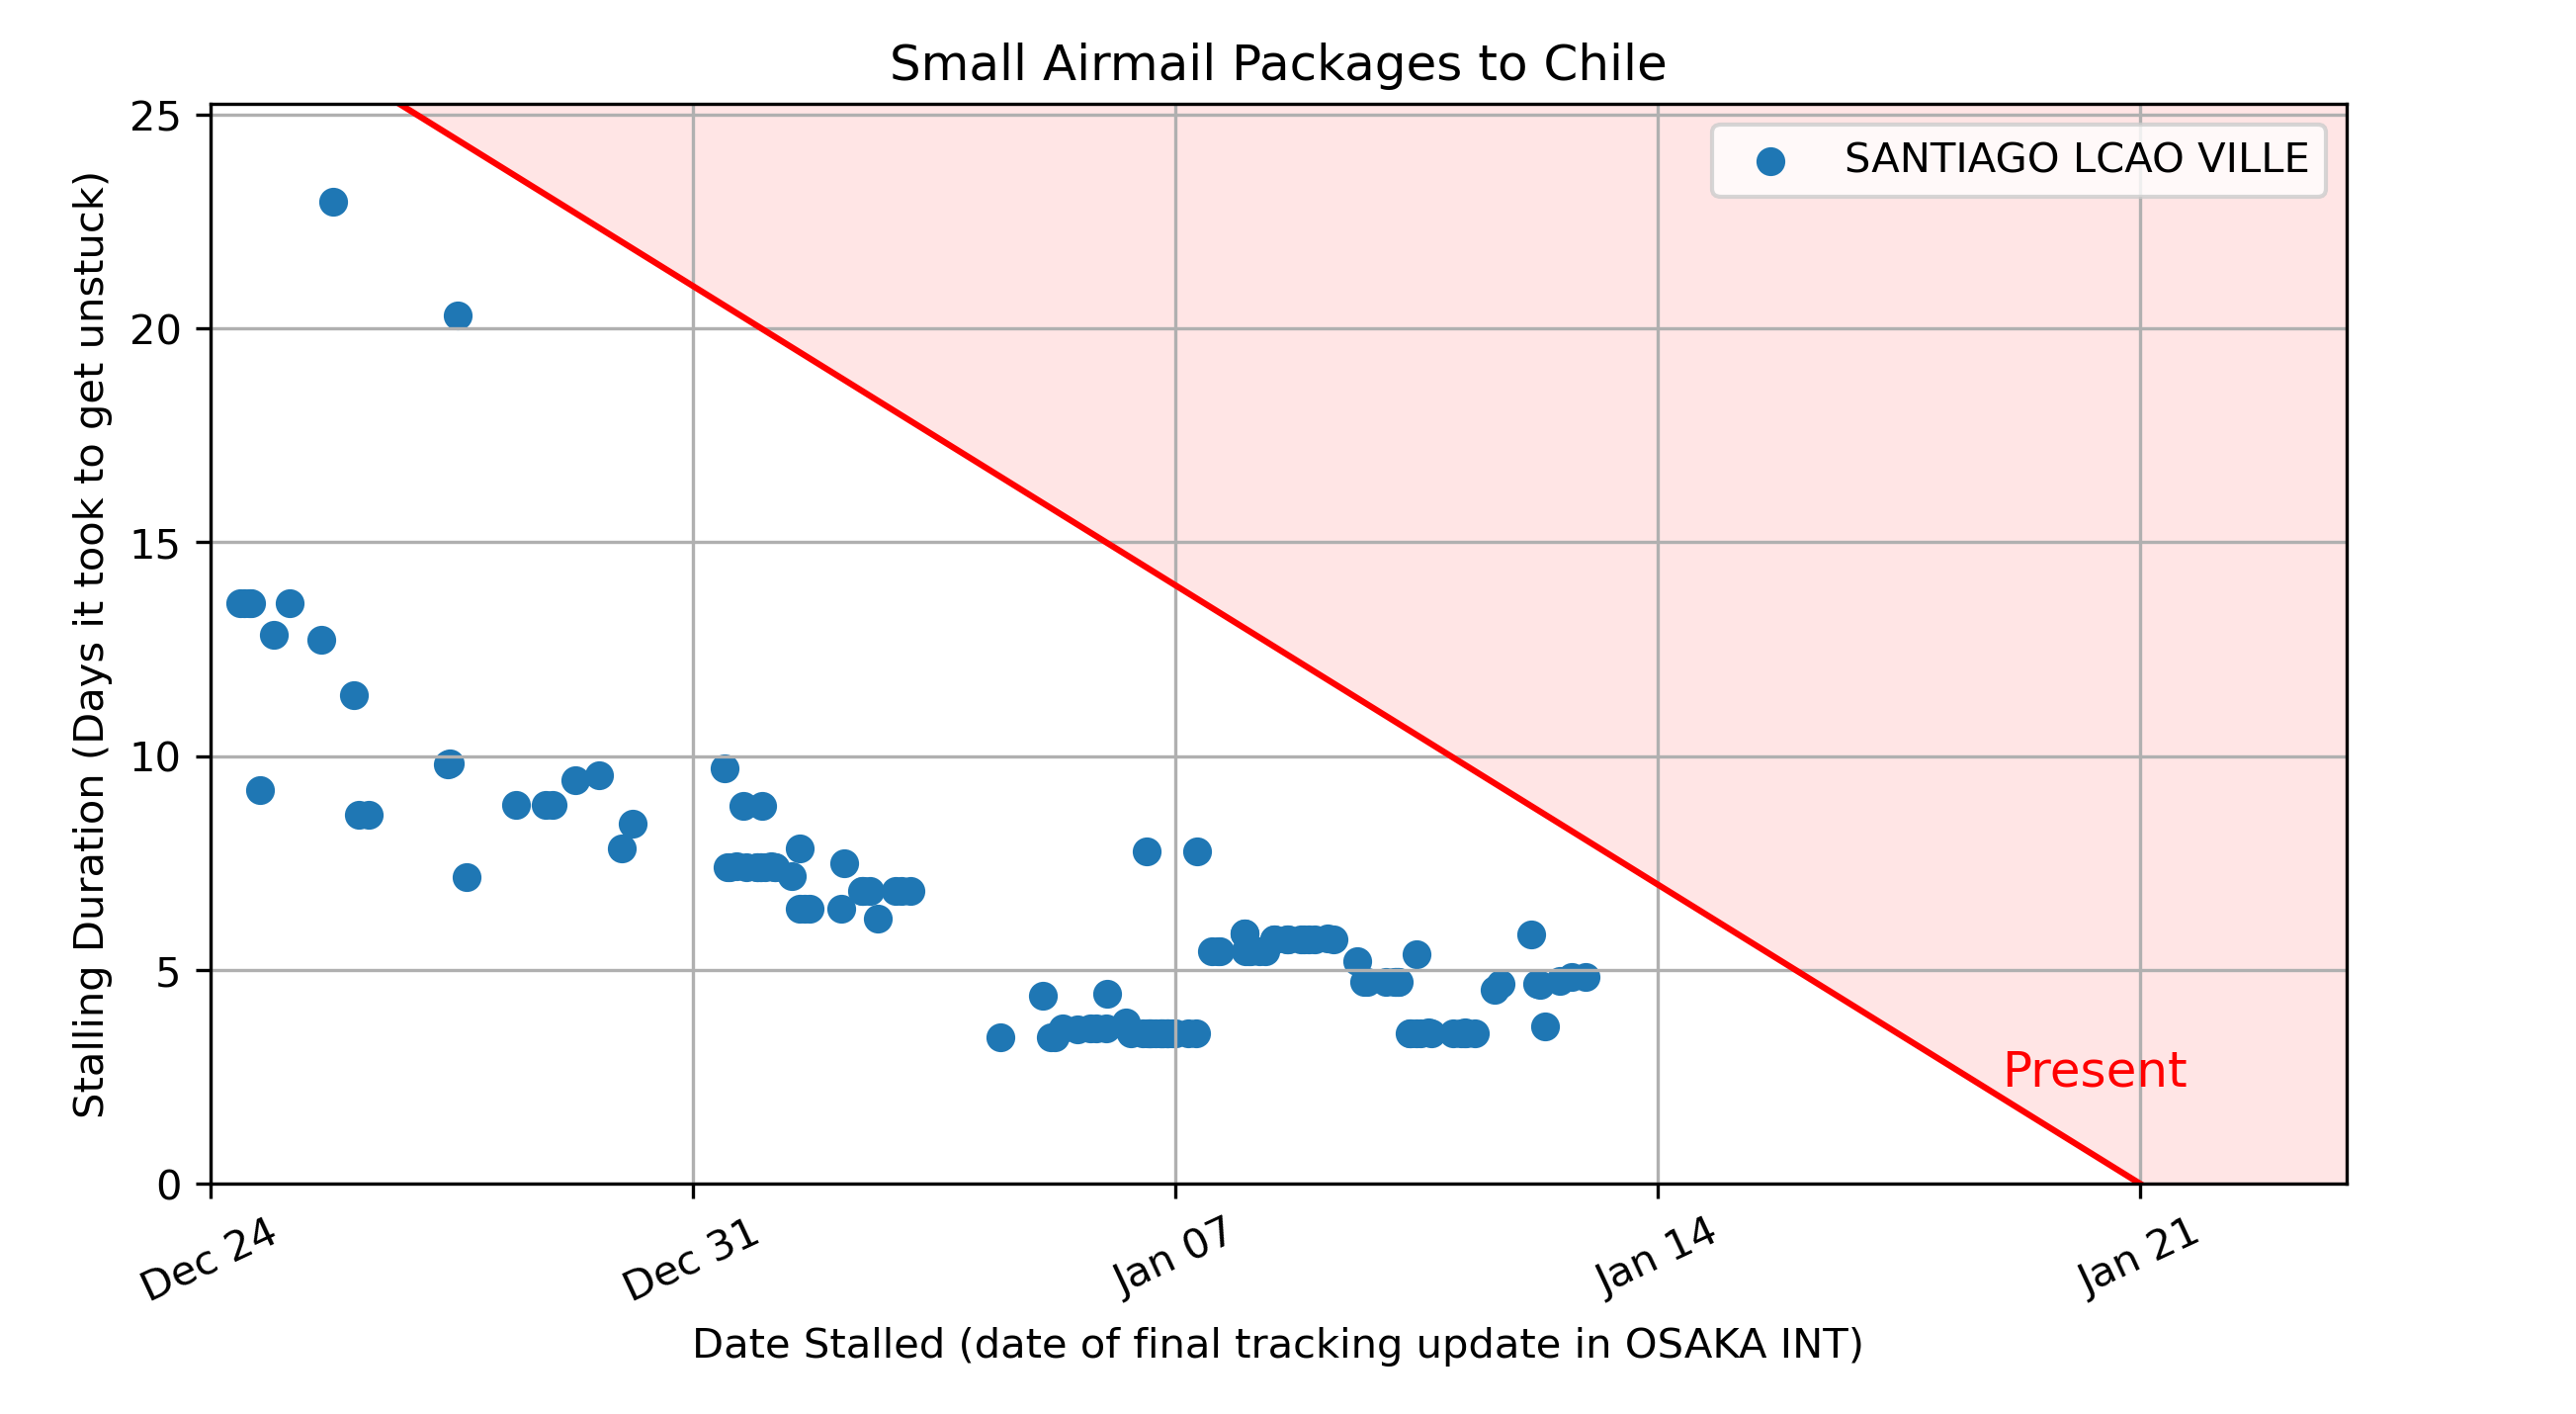 Small Airmail Packages to Chile
SANTIAGO LCAO VILLE
Stalling Duration (Days it took to get unstuck)
25
20
15
10
5
0
Present
Dec 24
Dec 31
Jan 07
Jan 14
Jan 21
Date Stalled (date of final tracking update in OSAKA INT)